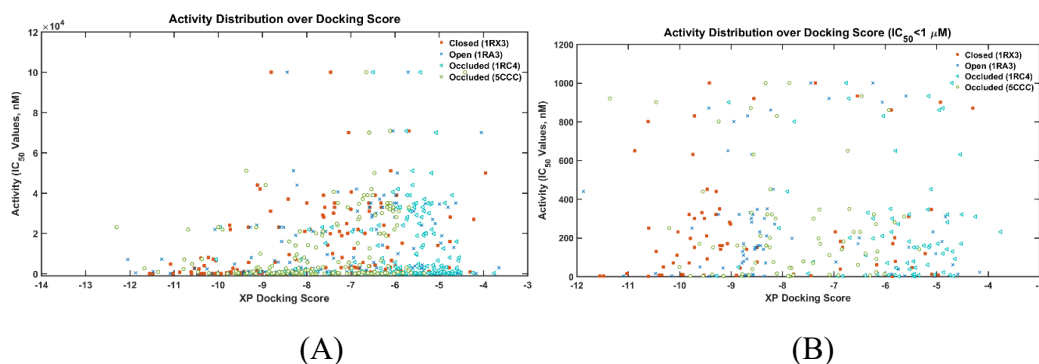 Activity Distribution over Docking Score
×10⁴
12
10
8
6
4
2
0
Activity (IC₅₀ Values, nM)
-14 -13 -12 -11 -10 -9 -8 -7 -6 -5 -4 -3
XP Docking Score
Closed (1RX3)
Open (1RA3)
Occluded (1RC4)
Occluded (5CCC)
(A)
Activity Distribution over Docking Score (IC₅₀<1 μM)
1200
1000
800
600
400
200
0
Activity (IC₅₀ Values, nM)
-12 -11 -10 -9 -8 -7 -6 -5 -4 -3
XP Docking Score
Closed (1RX3)
Open (1RA3)
Occluded (1RC4)
Occluded (5CCC)
(B)